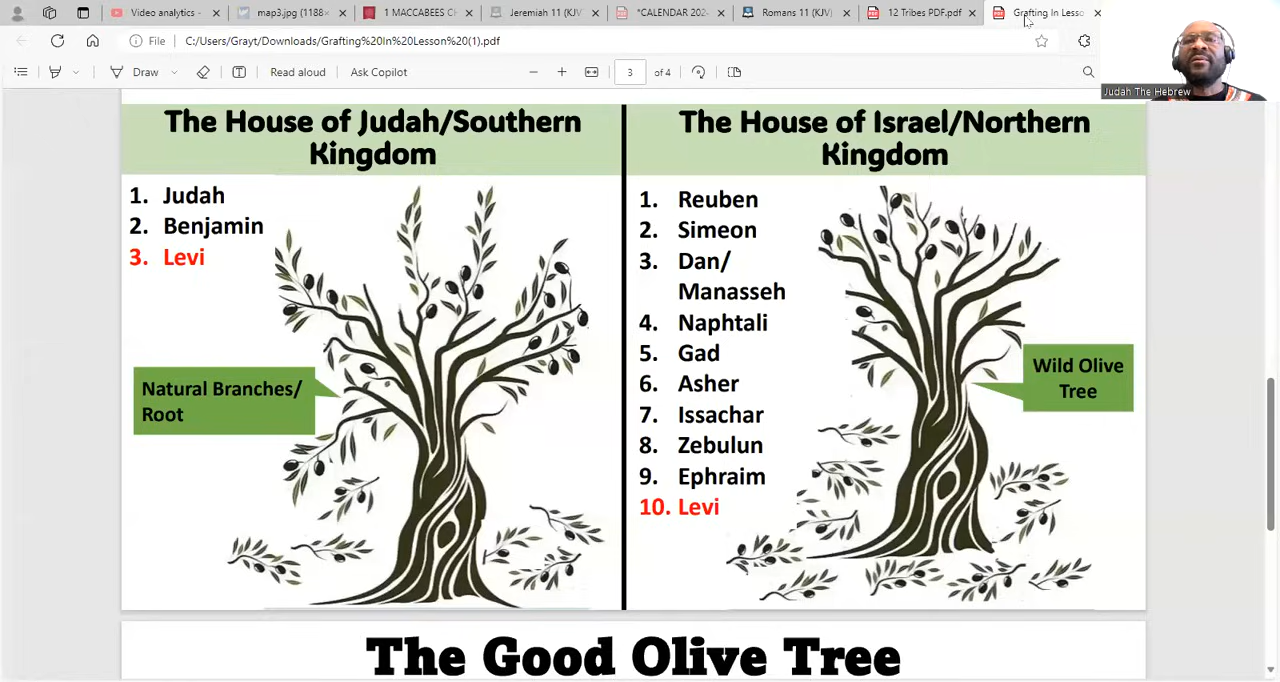 Video analytics -
map3.jpg (1188×
1 MACCABEES CH
Jeremiah 11 (KJV)
*CALENDAR 2024-
Romans 11 (KJV)
12 Tribes PDF.pdf
Grafting In Lesso
File
C:/Users/Grayt/Downloads/Grafting%20In%20Lesson%20(1).pdf
Draw
Read aloud
Ask Copilot
3 of 4
Judah The Hebrew
The House of Judah/Southern
Kingdom
1. Judah
2. Benjamin
3. Levi
Natural Branches/
Root
The House of Israel/Northern
Kingdom
1. Reuben
2. Simeon
3. Dan/
Manasseh
4. Naphtali
5. Gad
6. Asher
7. Issachar
8. Zebulun
9. Ephraim
10. Levi
Wild Olive
Tree
The Good Olive Tree